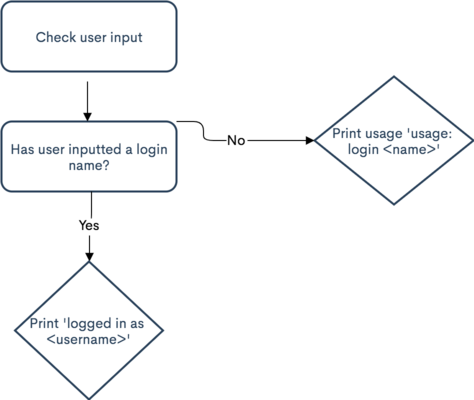 Check user input
Has user inputted a login
name?
No
Print usage 'usage:
login <name>'
Yes
Print 'logged in as
<username>'